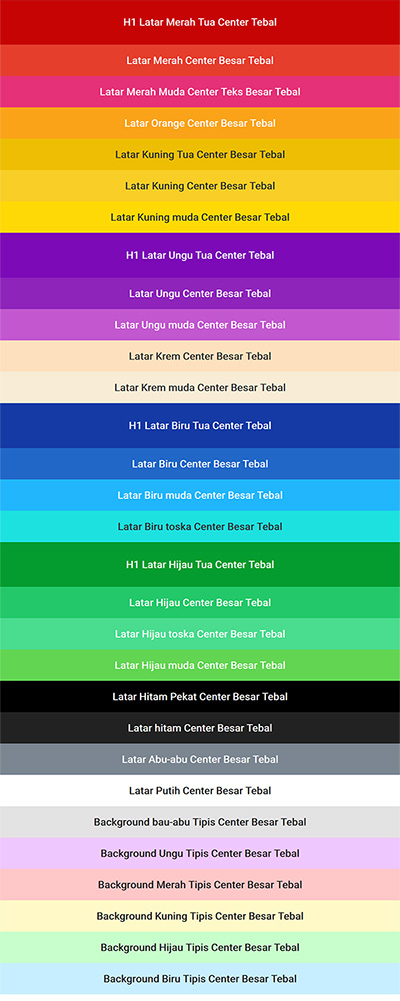 H1 Latar Merah Tua Center Tebal
Latar Merah Center Besar Tebal
Latar Merah Muda Center Teks Besar Tebal
Latar Orange Center Besar Tebal
Latar Kuning Tua Center Besar Tebal
Latar Kuning Center Besar Tebal
Latar Kuning muda Center Besar Tebal
H1 Latar Ungu Tua Center Tebal
Latar Ungu Center Besar Tebal
Latar Ungu muda Center Besar Tebal
Latar Krem Center Besar Tebal
Latar Krem muda Center Besar Tebal
H1 Latar Biru Tua Center Tebal
Latar Biru Center Besar Tebal
Latar Biru muda Center Besar Tebal
Latar Biru toska Center Besar Tebal
H1 Latar Hijau Tua Center Tebal
Latar Hijau Center Besar Tebal
Latar Hijau toska Center Besar Tebal
Latar Hijau muda Center Besar Tebal
Latar Hitam Pekat Center Besar Tebal
Latar hitam Center Besar Tebal
Latar Abu-abu Center Besar Tebal
Latar Putih Center Besar Tebal
Background bau-abu Tipis Center Besar Tebal
Background Ungu Tipis Center Besar Tebal
Background Merah Tipis Center Besar Tebal
Background Kuning Tipis Center Besar Tebal
Background Hijau Tipis Center Besar Tebal
Background Biru Tipis Center Besar Tebal